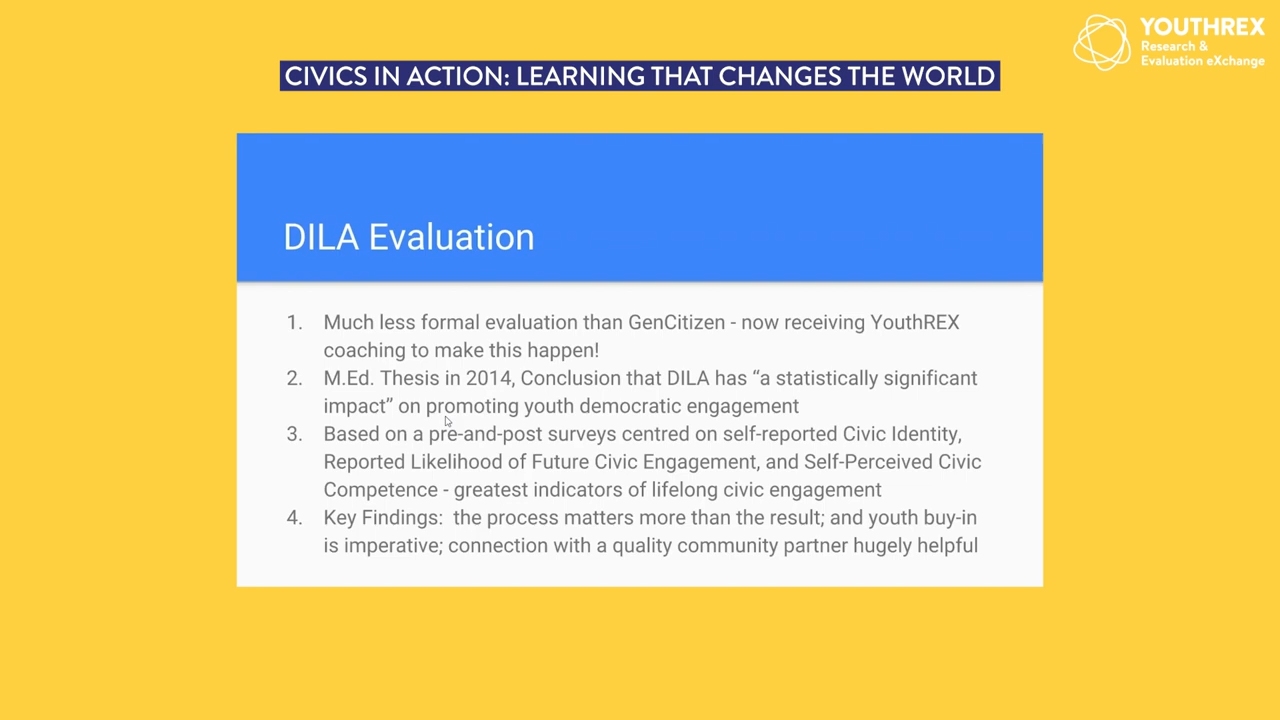 YOUTHREX
Research &
Evaluation eXchange
CIVICS IN ACTION: LEARNING THAT CHANGES THE WORLD
DILA Evaluation
1. Much less formal evaluation than GenCitizen - now receiving YouthREX
coaching to make this happen!
2. M.Ed. Thesis in 2014, Conclusion that DILA has “a statistically significant
impact” on promoting youth democratic engagement
3. Based on a pre-and-post surveys centred on self-reported Civic Identity,
Reported Likelihood of Future Civic Engagement, and Self-Perceived Civic
Competence - greatest indicators of lifelong civic engagement
4. Key Findings:  the process matters more than the result; and youth buy-in
is imperative; connection with a quality community partner hugely helpful